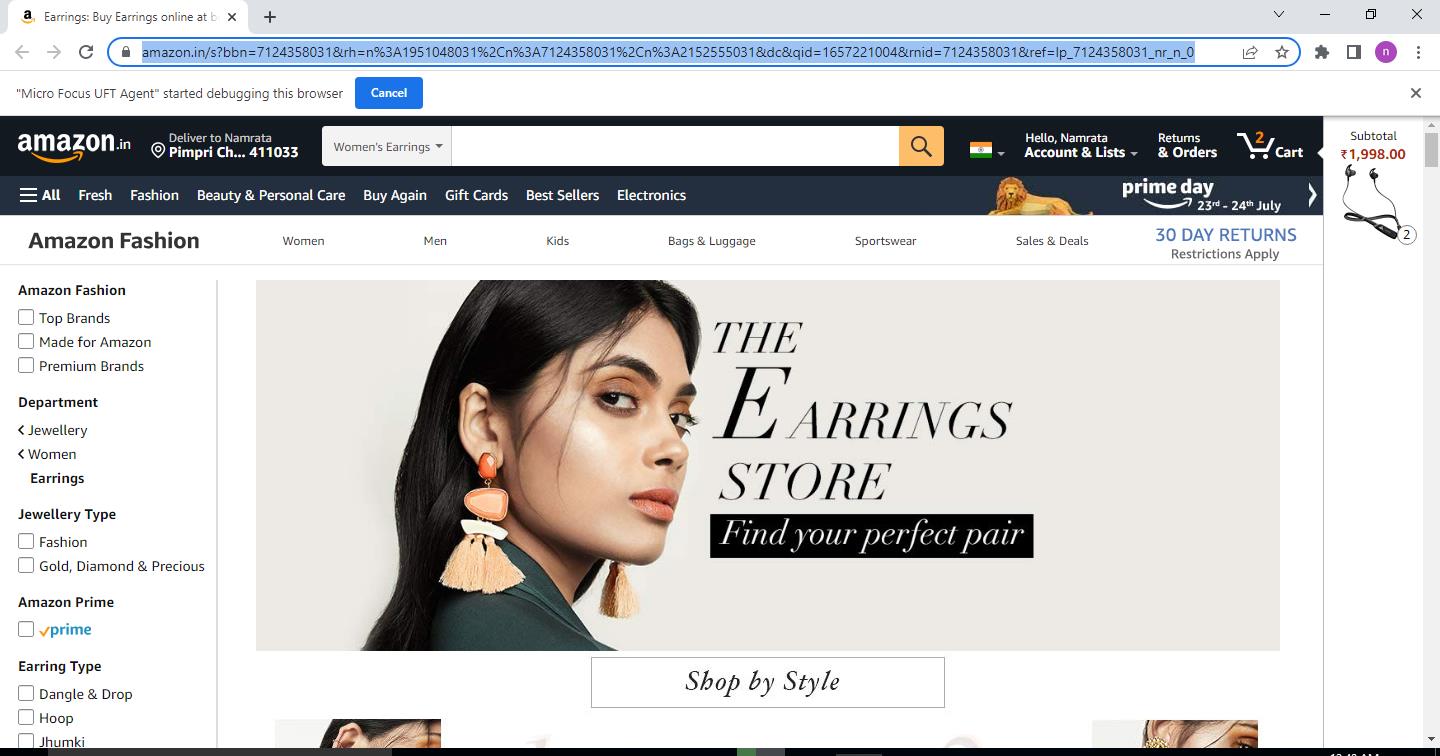 Earrings: Buy Earrings online at b
amazon.in/s?bbn=7124358031&rh=n%3A1951048031%2Cn%3A7124358031%2Cn%3A2152555031&dc&qid=1657221004&rnid=7124358031&ref=lp_7124358031_nr_n_0
n
"Micro Focus UFT Agent" started debugging this browser
Cancel
amazon.in
Deliver to Namrata
Pimpri Ch... 411033
Women's Earrings
Hello, Namrata
Account & Lists
Returns
& Orders
2
Cart
Subtotal
₹1,998.00
2
All
Fresh
Fashion
Beauty & Personal Care
Buy Again
Gift Cards
Best Sellers
Electronics
prime day
23rd - 24th July
Amazon Fashion
Women
Men
Kids
Bags & Luggage
Sportswear
Sales & Deals
30 DAY RETURNS
Restrictions Apply
Amazon Fashion
Top Brands
Made for Amazon
Premium Brands
Department
Jewellery
Women
Earrings
Jewellery Type
Fashion
Gold, Diamond & Precious
Amazon Prime
prime
Earring Type
Dangle & Drop
Hoop
Jhumki
THE
EARRINGS
STORE
Find your perfect pair
Shop by Style